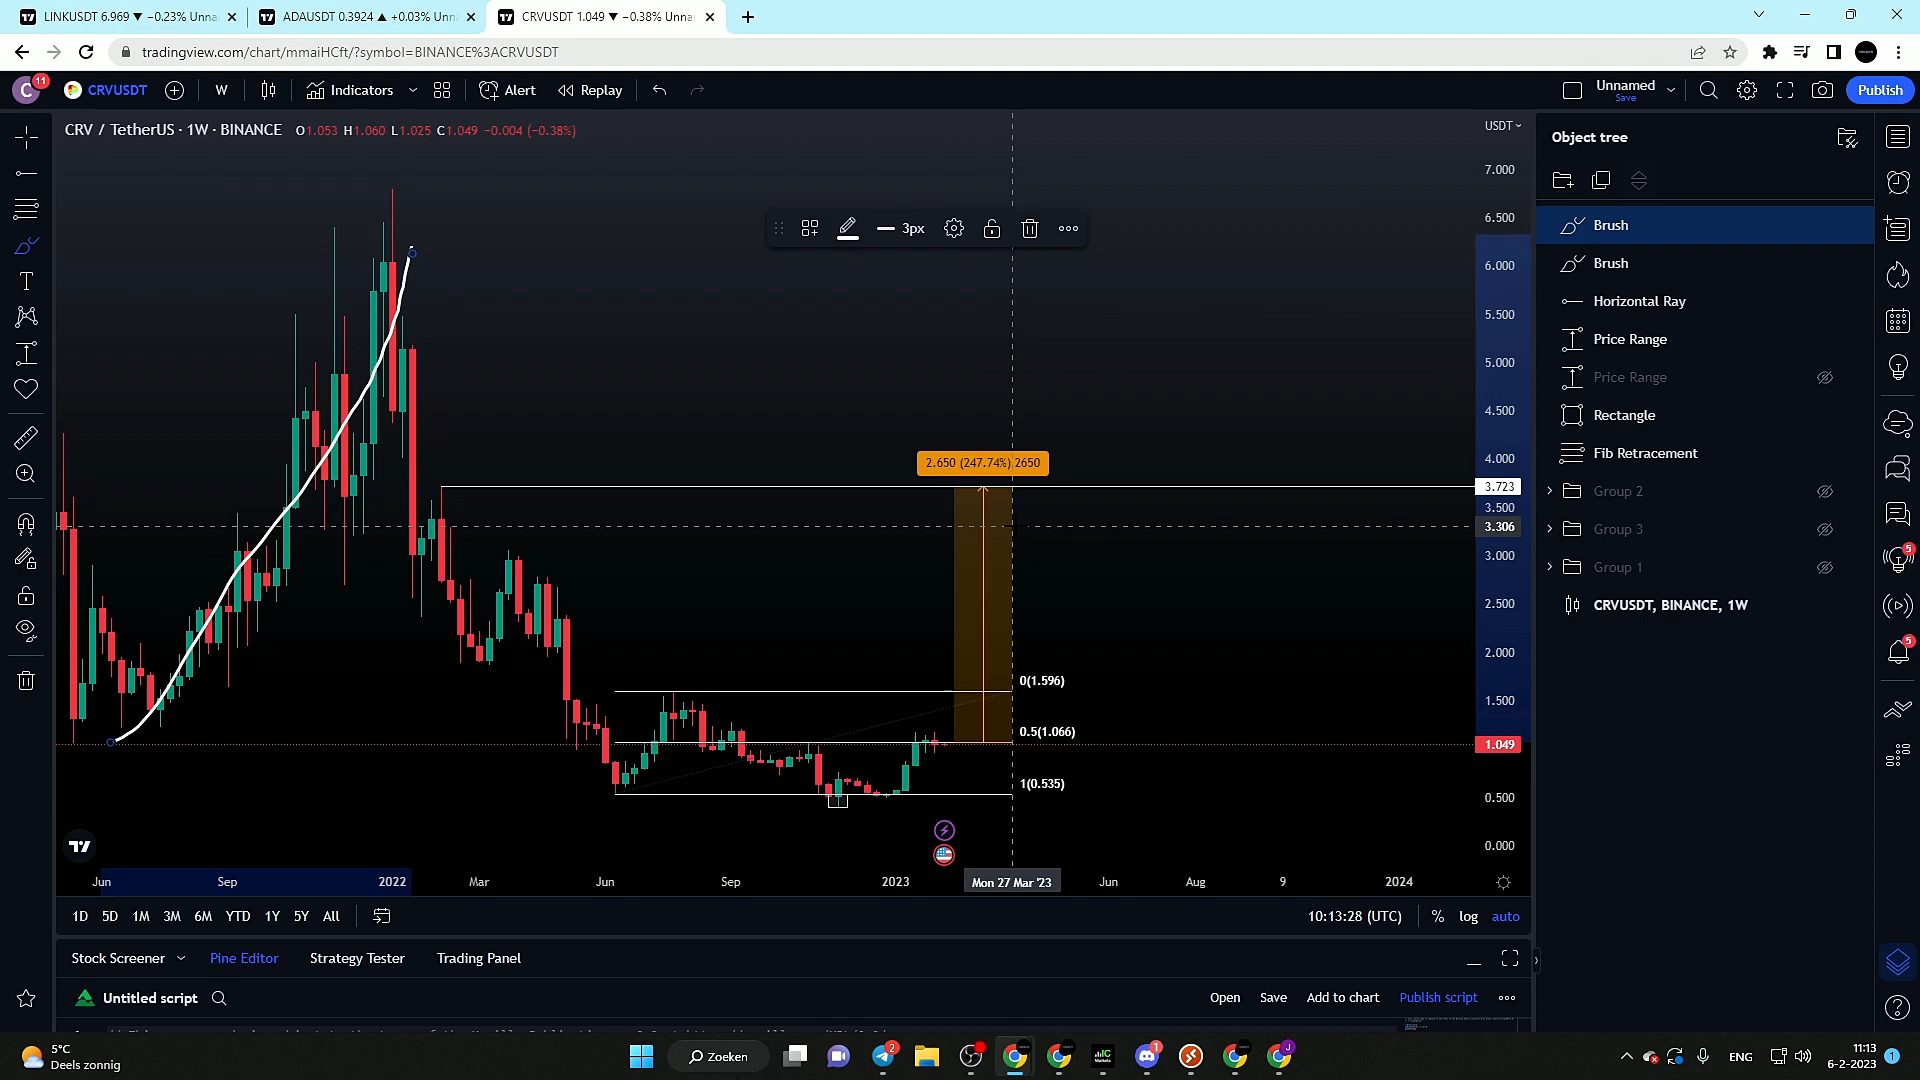 LINKUSDT 6.969 ▼ −0.23% Unna
ADAUSDT 0.3924 ▲ +0.03% Unna
CRVUSDT 1.049 ▼ −0.38% Unna
tradingview.com/chart/mmaiHCft/?symbol=BINANCE%3ACRVUSDT
C 11 CRVUSDT W Indicators Alert Replay Unnamed Save Publish
CRV / TetherUS · 1W · BINANCE O1.053 H1.060 L1.025 C1.049 −0.004 (−0.38%)
USDT
7.000
6.500
6.000
5.500
5.000
4.500
4.000
3.723
3.500
3.306
3.000
2.500
2.000
1.500
1.049
0.500
0.000
3px
2.650 (247.74%) 2650
0(1.596)
0.5(1.066)
1(0.535)
Jun Sep 2022 Mar Jun Sep 2023 Mon 27 Mar '23 Jun Aug 9 2024
1D 5D 1M 3M 6M YTD 1Y 5Y All 10:13:28 (UTC) % log auto
Object tree
Brush
Brush
Horizontal Ray
Price Range
Price Range
Rectangle
Fib Retracement
Group 2
Group 3
Group 1
CRVUSDT, BINANCE, 1W
5
5
Stock Screener Pine Editor Strategy Tester Trading Panel
Untitled script Open Save Add to chart Publish script
5°C
Deels zonnig
Zoeken
2
1
J
ENG
11:13
6-2-2023
1